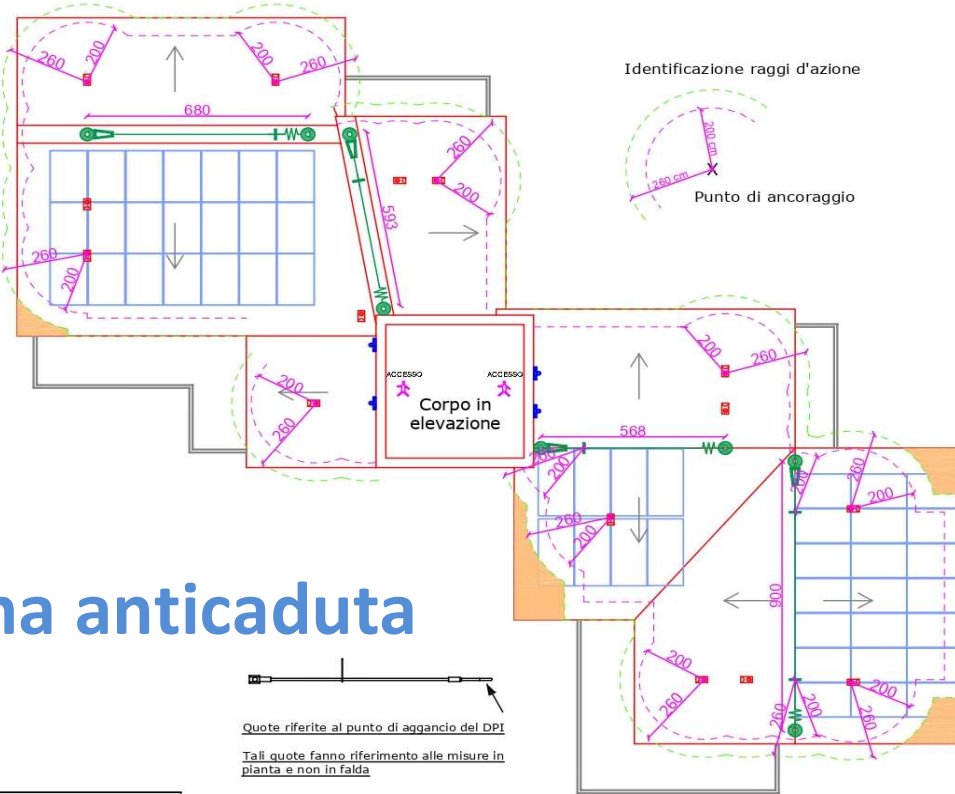 260
200
200
260
680
593
260
200
260
200
200
260
ACCESSO
ACCESSO
Corpo in
elevazione
Identificazione raggi d'azione
200 cm
260 cm
X
Punto di ancoraggio
200
260
568
260
200
260
200
900
200
260
200
200
260
260
200
200
260
na anticaduta
Quote riferite al punto di aggancio del DPI
Tali quote fanno riferimento alle misure in
pianta e non in falda